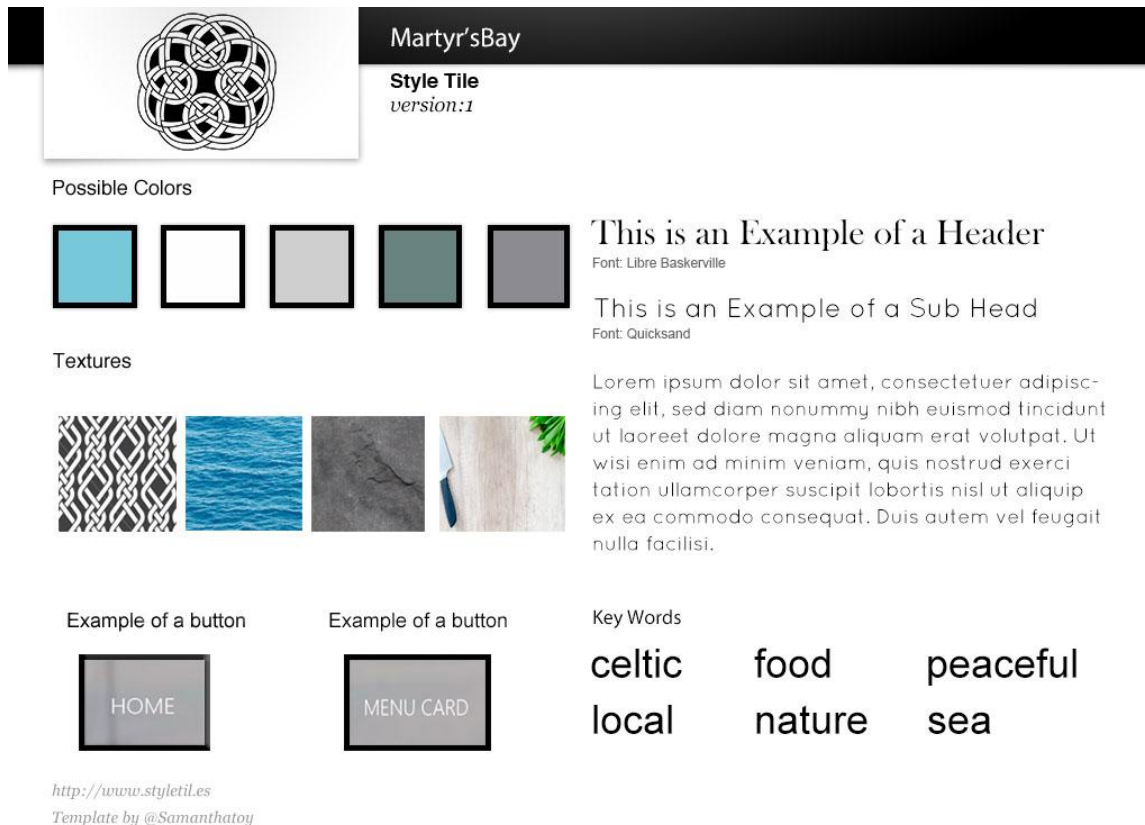 Martyr’sBay
Style Tile
version:1
Possible Colors
This is an Example of a Header
Font: Libre Baskerville
This is an Example of a Sub Head
Font: Quicksand
Textures
Lorem ipsum dolor sit amet, consectetuer adipisc-
ing elit, sed diam nonummy nibh euismod tincidunt
ut laoreet dolore magna aliquam erat volutpat. Ut
wisi enim ad minim veniam, quis nostrud exerci
tation ullamcorper suscipit lobortis nisl ut aliquip
ex ea commodo consequat. Duis autem vel feugait
nulla facilisi.
Example of a button
Example of a button
HOME
MENU CARD
Key Words
celtic food peaceful
local nature sea
http://www.styletil.es
Template by @Samanthatoy